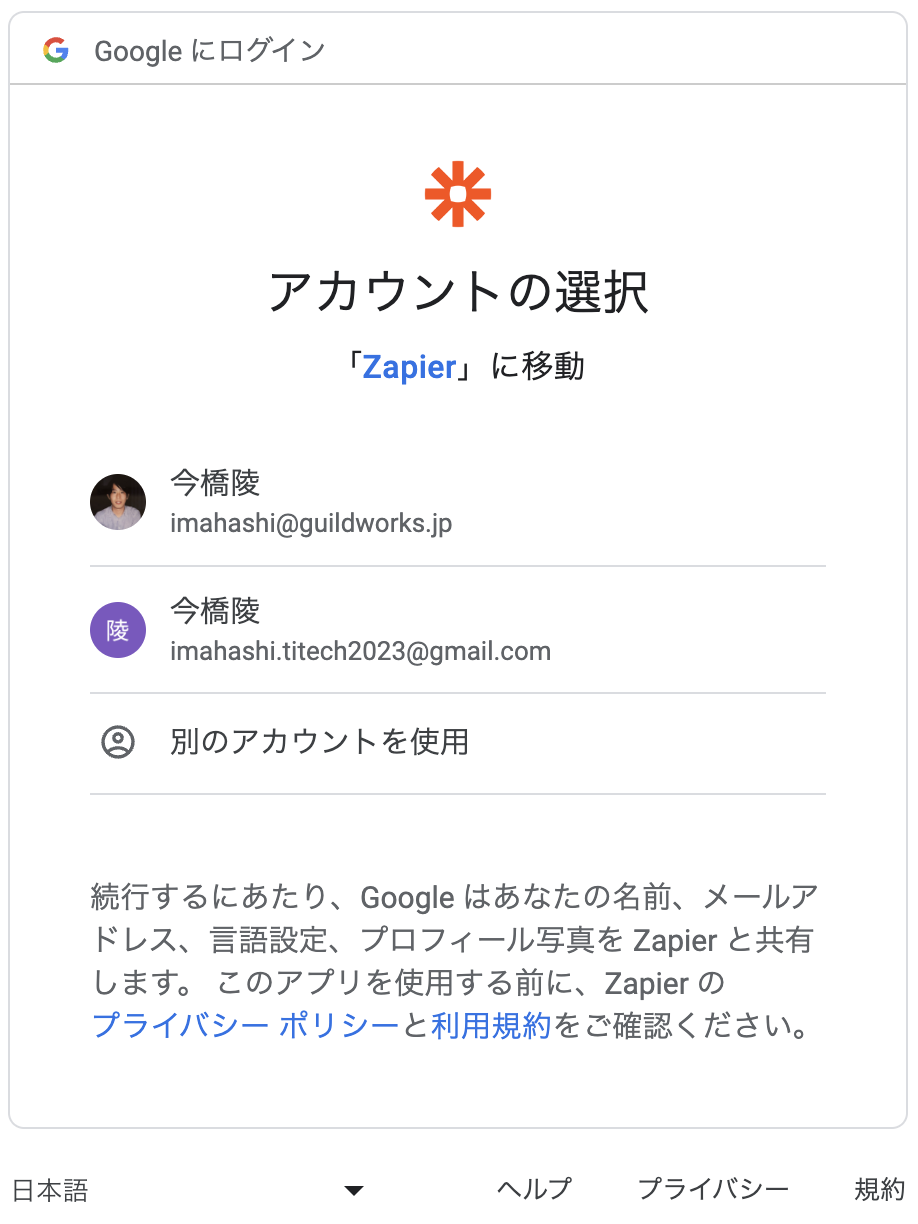 Google にログイン
アカウントの選択
「Zapier」に移動
今橋陵
imahashi@guildworks.jp
陵
今橋陵
imahashi.titech2023@gmail.com
別のアカウントを使用
続行するにあたり、Google はあなたの名前、メールア
ドレス、言語設定、プロフィール写真を Zapier と共有
します。 このアプリを使用する前に、Zapier の
プライバシー ポリシーと利用規約をご確認ください。
日本語 ヘルプ プライバシー 規約